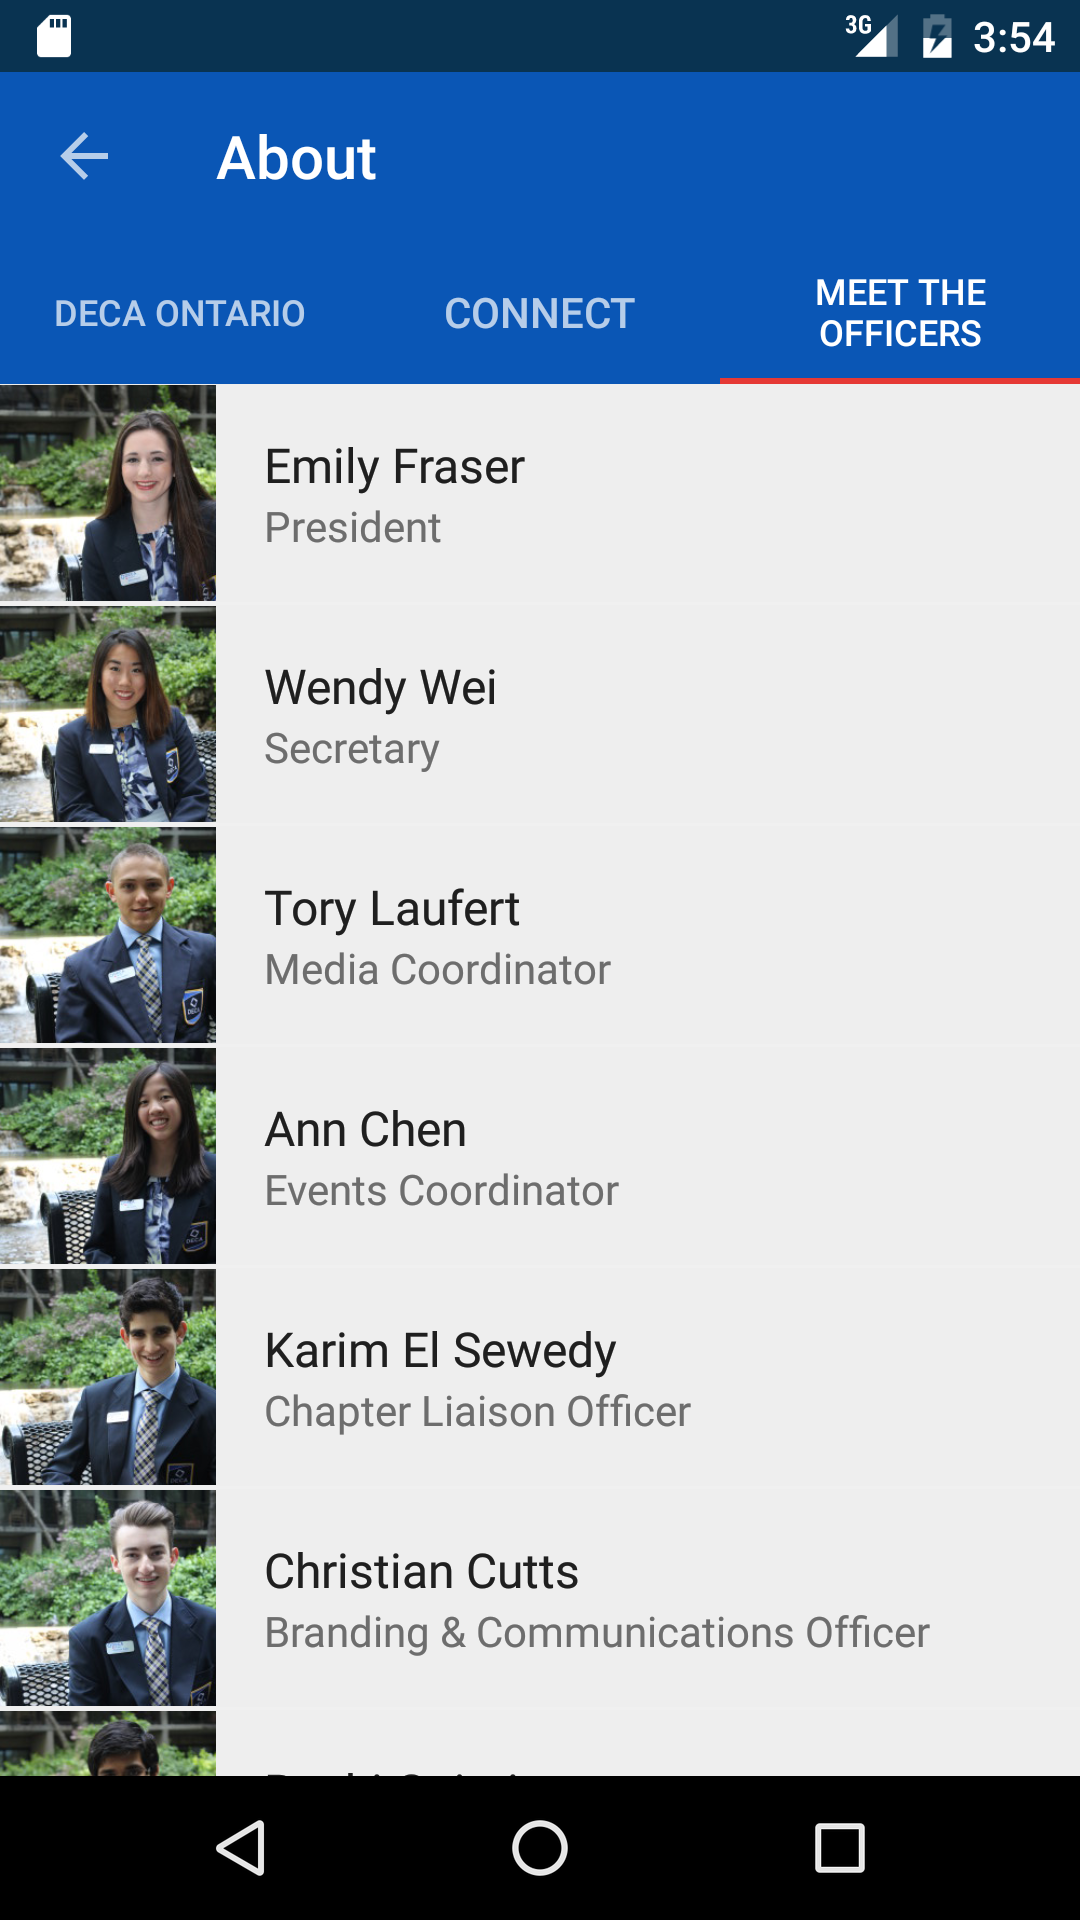 3G 3:54
About
DECA ONTARIO
CONNECT
MEET THE
OFFICERS
Emily Fraser
President
Wendy Wei
Secretary
Tory Laufert
Media Coordinator
Ann Chen
Events Coordinator
Karim El Sewedy
Chapter Liaison Officer
Christian Cutts
Branding & Communications Officer